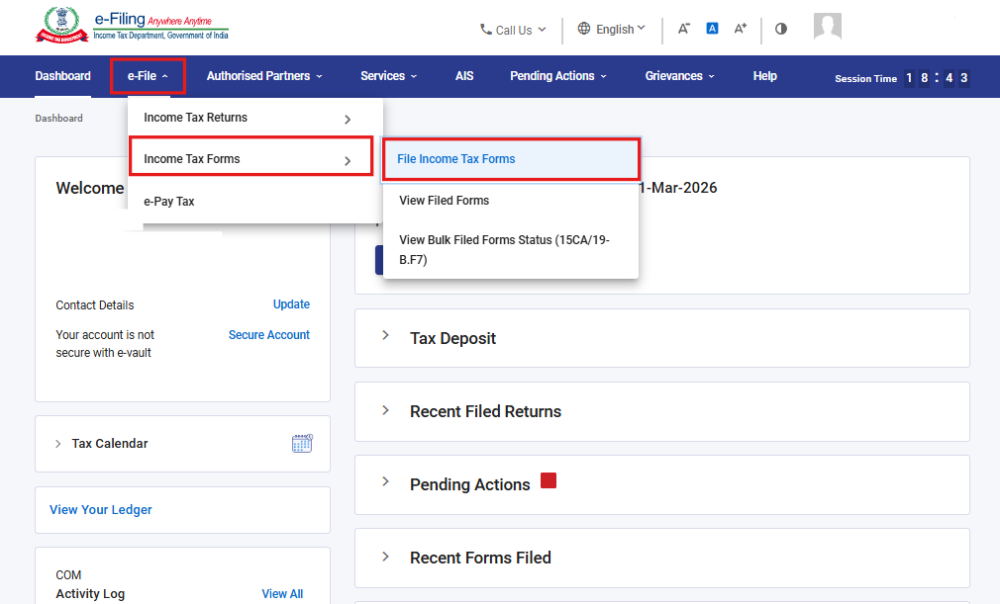 e-Filing Anywhere Anytime
Income Tax Department, Government of India
Call Us
English
A-
A
A+
Dashboard
e-File
Authorised Partners
Services
AIS
Pending Actions
Grievances
Help
Session Time 1 8 : 4 3
Dashboard
Income Tax Returns
Income Tax Forms
e-Pay Tax
File Income Tax Forms
View Filed Forms
View Bulk Filed Forms Status (15CA/19-
B.F7)
Welcome
1-Mar-2026
Contact Details
Update
Your account is not
secure with e-vault
Secure Account
Tax Calendar
View Your Ledger
COM
Activity Log
View All
Tax Deposit
Recent Filed Returns
Pending Actions
Recent Forms Filed